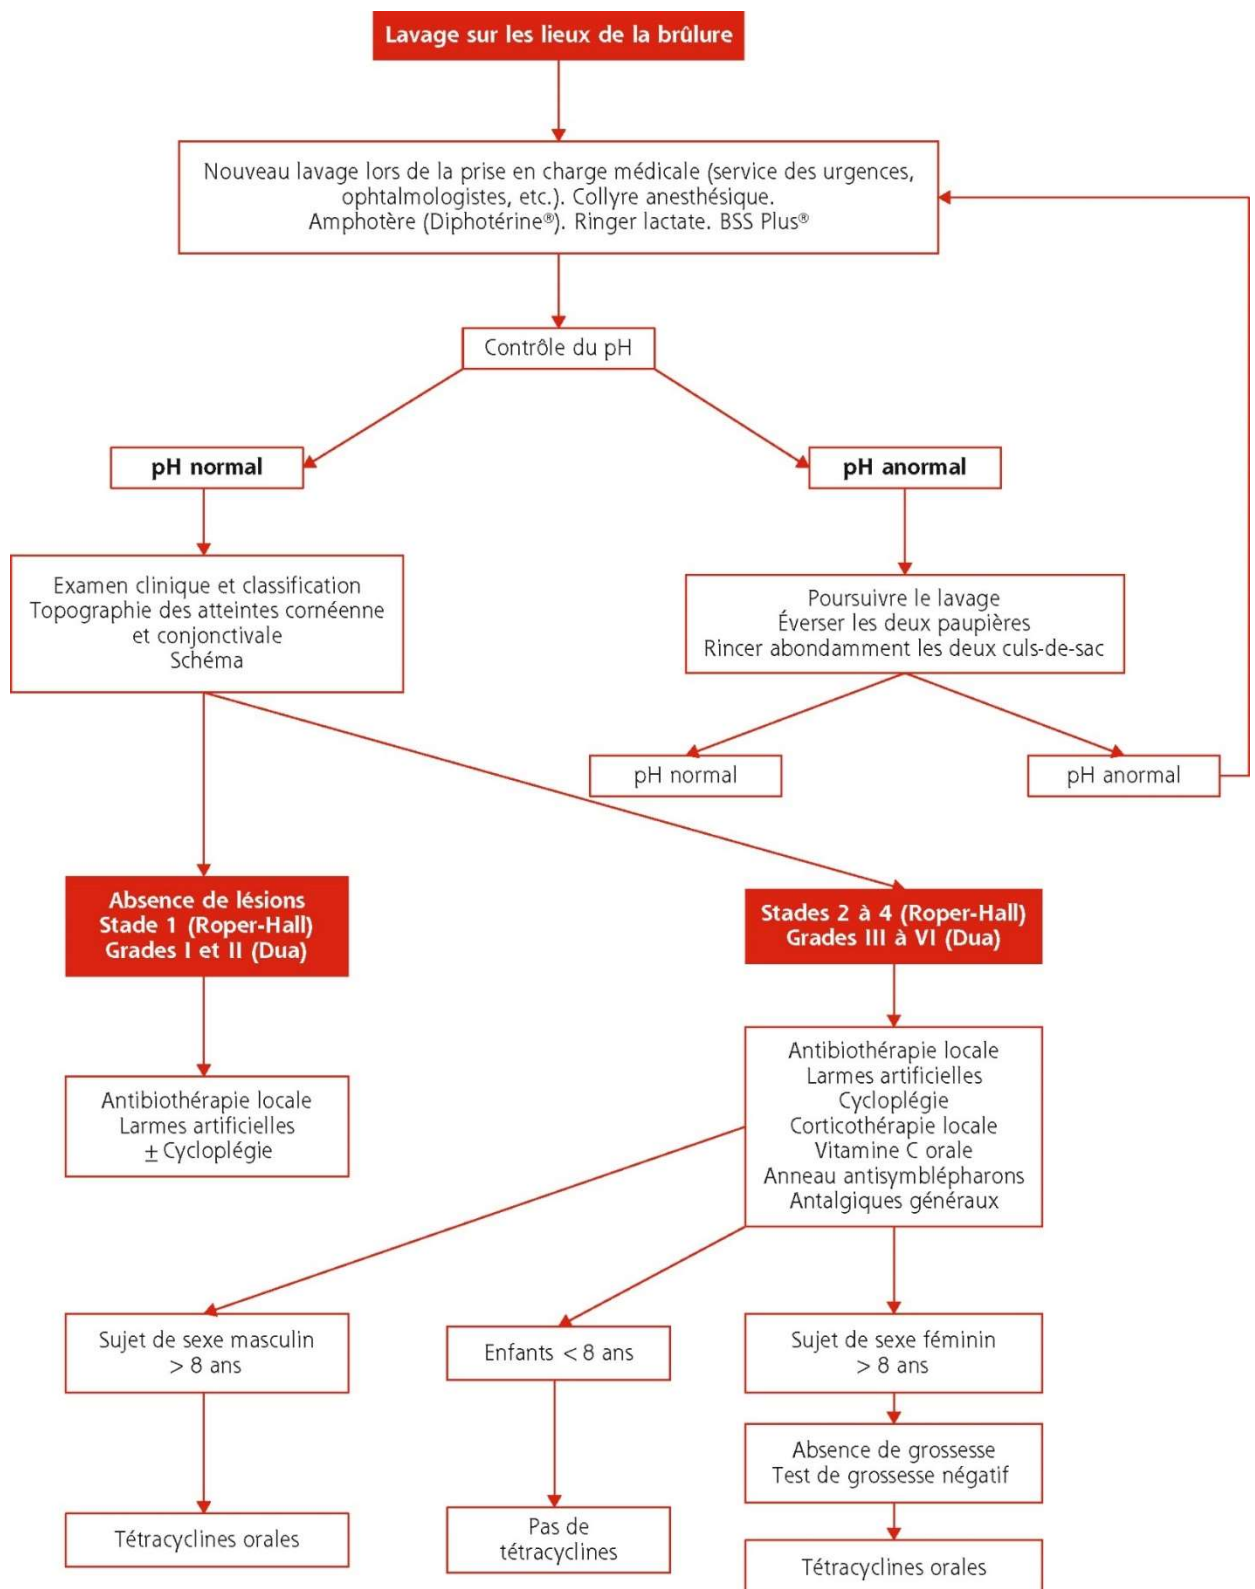 Lavage sur les lieux de la brûlure
Nouveau lavage lors de la prise en charge médicale (service des urgences,
ophtalmologistes, etc.). Collyre anesthésique.
Amphotère (Diphotérine®). Ringer lactate. BSS Plus®
Contrôle du pH
pH normal
pH anormal
Examen clinique et classification
Topographie des atteintes cornéenne
et conjonctivale
Schéma
Poursuivre le lavage
Éverser les deux paupières
Rincer abondamment les deux culs-de-sac
pH normal
pH anormal
Absence de lésions
Stade 1 (Roper-Hall)
Grades I et II (Dua)
Stades 2 à 4 (Roper-Hall)
Grades III à VI (Dua)
Antibiothérapie locale
Larmes artificielles
± Cycloplégie
Antibiothérapie locale
Larmes artificielles
Cycloplégie
Corticothérapie locale
Vitamine C orale
Anneau antisymblépharons
Antalgiques généraux
Sujet de sexe masculin
> 8 ans
Enfants < 8 ans
Sujet de sexe féminin
> 8 ans
Absence de grossesse
Test de grossesse négatif
Tétracyclines orales
Pas de
tétracyclines
Tétracyclines orales